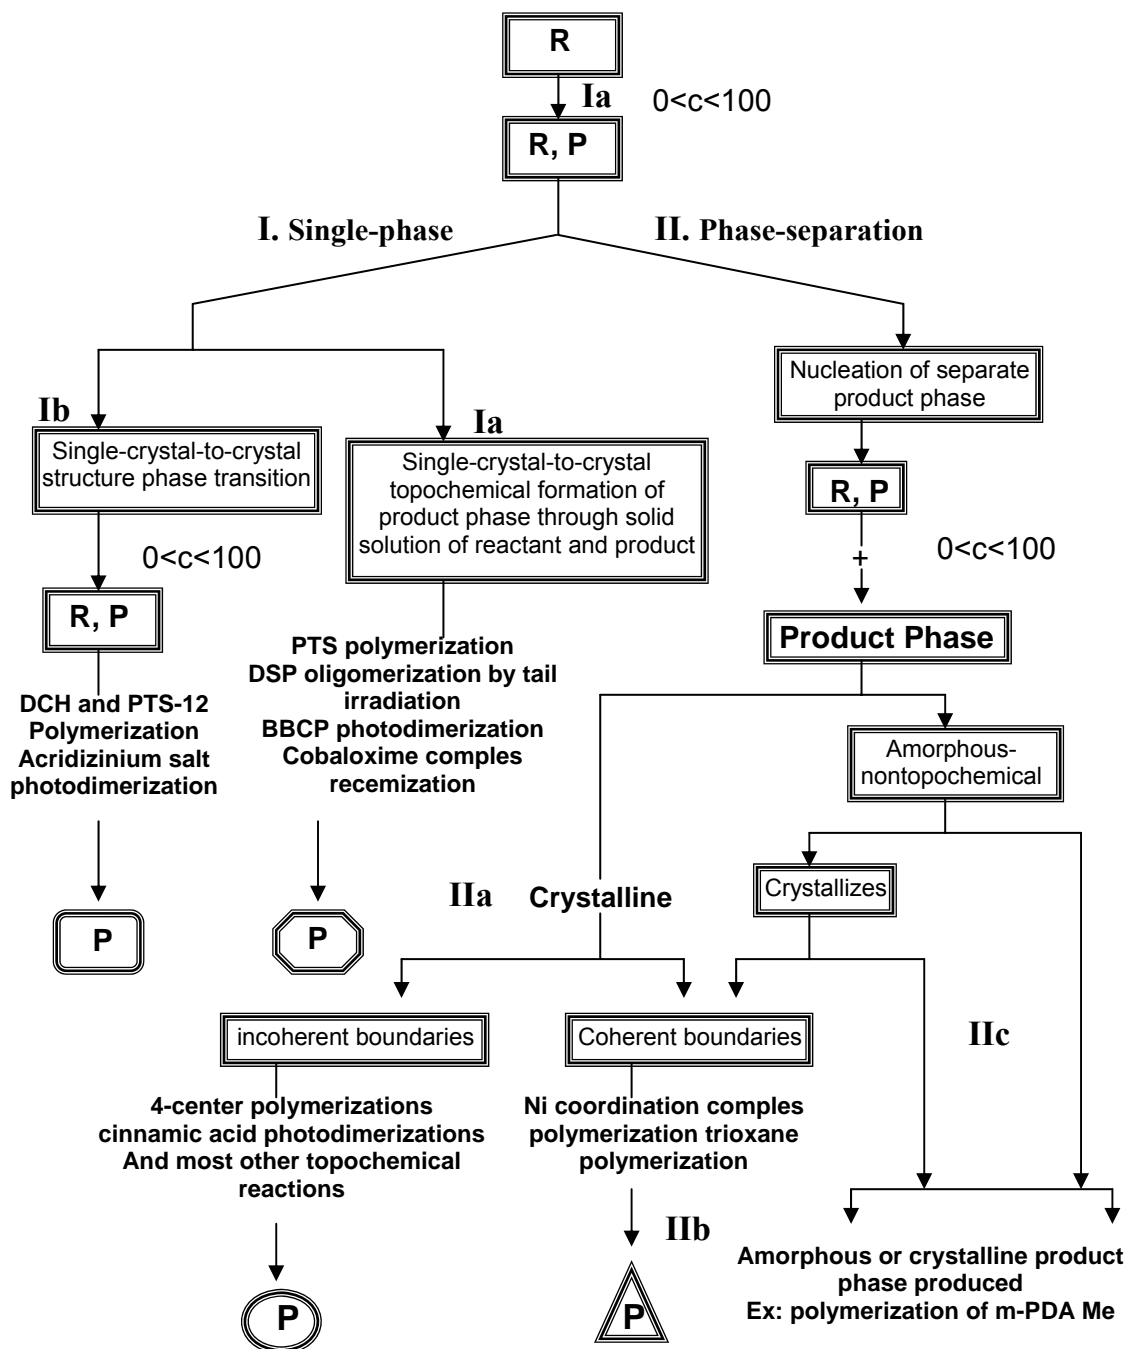 R
Ia
0<c<100
R, P
I. Single-phase
II. Phase-separation
Nucleation of separate
product phase
Ib
Single-crystal-to-crystal
structure phase transition
Ia
Single-crystal-to-crystal
topochemical formation of
product phase through solid
solution of reactant and product
R, P
+
0<c<100
0<c<100
R, P
Product Phase
PTS polymerization
DSP oligomerization by tail
irradiation
BBCP photodimerization
Cobaloxime comples
recemization
DCH and PTS-12
Polymerization
Acridizinium salt
photodimerization
Amorphous-
nontopochemical
Crystallizes
IIa
Crystalline
P
P
incoherent boundaries
Coherent boundaries
IIc
4-center polymerizations
cinnamic acid photodimerizations
And most other topochemical
reactions
Ni coordination comples
polymerization trioxane
polymerization
IIb
Amorphous or crystalline product
phase produced
Ex: polymerization of m-PDA Me
P
P